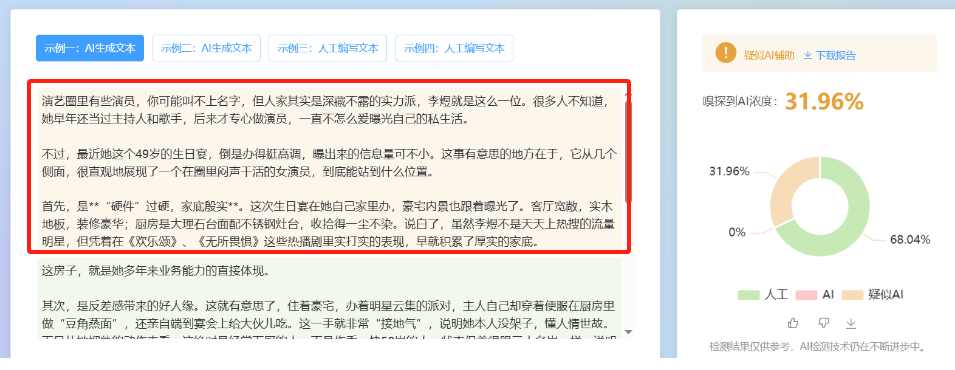 示例一：AI生成文本
示例二：AI生成文本
示例三：人工编写文本
示例四：人工编写文本
演艺圈里有些演员，你可能叫不上名字，但人家其实是深藏不露的实力派，李煜就是这么一位。很多人不知道，
她早年还当过主持人和歌手，后来才专心做演员，一直不怎么爱曝光自己的私生活。
不过，最近她这个49岁的生日宴，倒是办得挺高调，曝出来的信息量可不小。这事有意思的地方在于，它从几个
侧面，很直观地展现了一个在圈里闷声干活的女演员，到底能站到什么位置。
首先，是**“硬件”过硬，家底殷实**。这次生日宴在她自己家里办，豪宅内景也跟着曝光了。客厅宽敞，实木
地板，装修豪华；厨房是大理石台面配不锈钢灶台，收拾得一尘不染。说白了，虽然李煜不是天天上热搜的流量
明星，但凭着在《欢乐颂》、《无所畏惧》这些热播剧里实打实的表现，早就积累了厚实的家底。
这房子，就是她多年来业务能力的直接体现。
其次，是反差感带来的好人缘。这就有意思了，住着豪宅，办着明星云集的派对，主人自己却穿着便服在厨房里
做“豆角蒸面”，还亲自端到宴会上给大伙儿吃。这一手就非常“接地气”，说明她本人没架子，懂人情世故。
疑似AI辅助
下载报告
嗅探到AI浓度：31.96%
31.96%
0%
68.04%
人工
AI
疑似AI
检测结果仅供参考，AI检测技术仍在不断进步中。